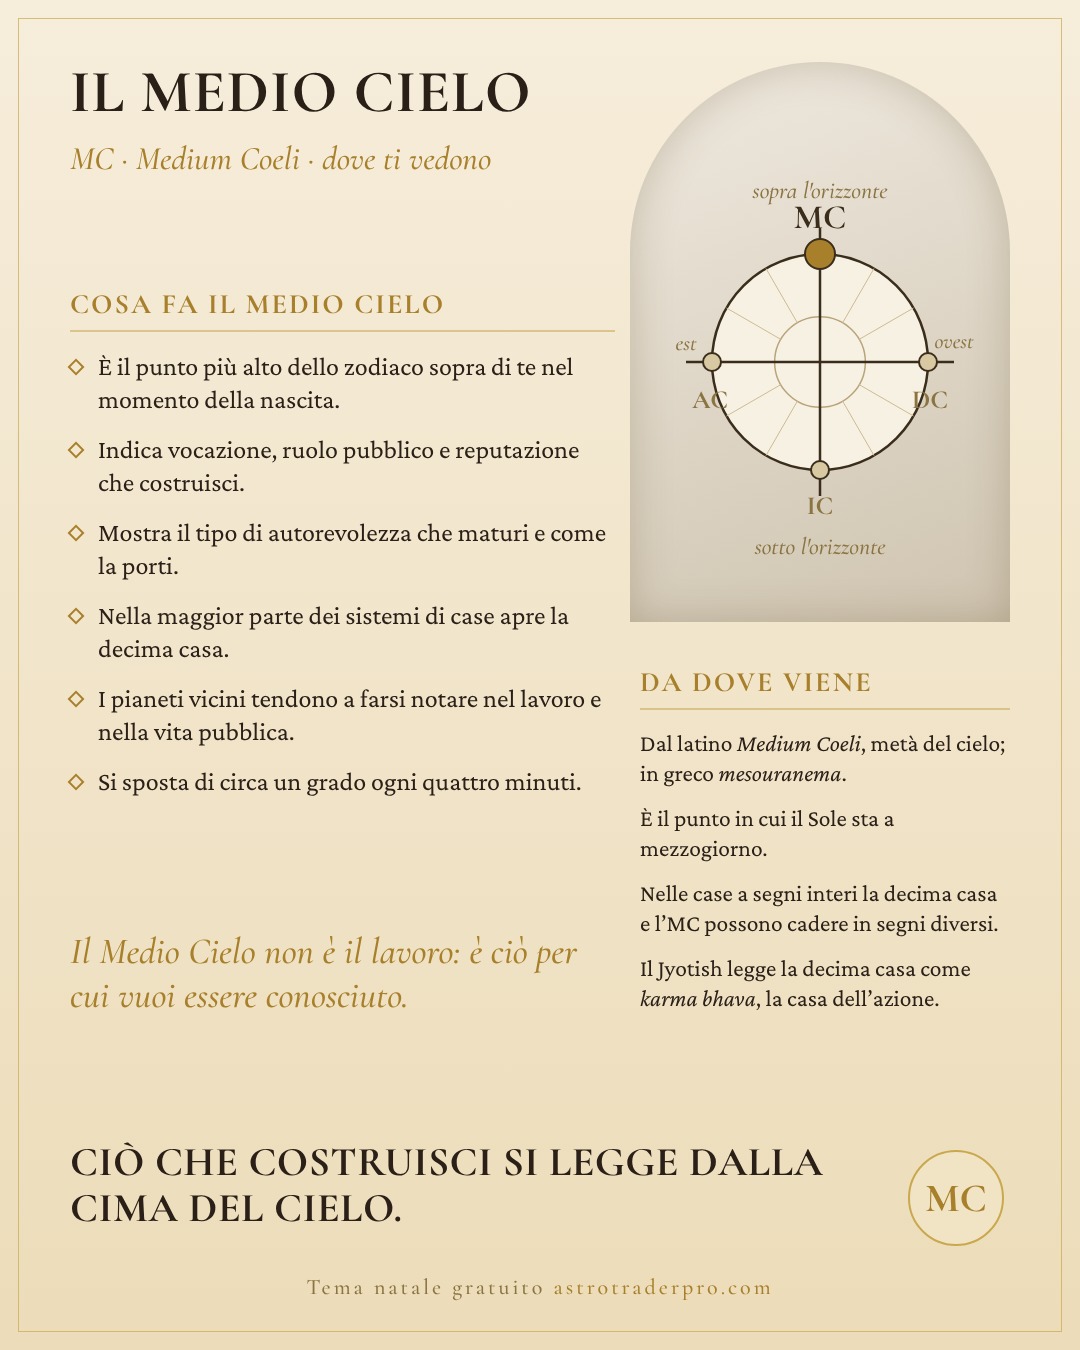 IL MEDIO CIELO
MC · Medium Coeli · dove ti vedono
sopra l'orizzonte
MC
est
ovest
AC
DC
IC
sotto l'orizzonte
COSA FA IL MEDIO CIELO
È il punto più alto dello zodiaco sopra di te nel
momento della nascita.
Indica vocazione, ruolo pubblico e reputazione
che costruisci.
Mostra il tipo di autorevolezza che maturi e come
la porti.
Nella maggior parte dei sistemi di case apre la
decima casa.
I pianeti vicini tendono a farsi notare nel lavoro e
nella vita pubblica.
Si sposta di circa un grado ogni quattro minuti.
Il Medio Cielo non è il lavoro: è ciò per
cui vuoi essere conosciuto.
DA DOVE VIENE
Dal latino Medium Coeli, metà del cielo;
in greco mesouranema.
È il punto in cui il Sole sta a
mezzogiorno.
Nelle case a segni interi la decima casa
e l’MC possono cadere in segni diversi.
Il Jyotish legge la decima casa come
karma bhava, la casa dell’azione.
CIÒ CHE COSTRUISCI SI LEGGE DALLA
CIMA DEL CIELO.
MC
Tema natale gratuito astrotraderpro.com